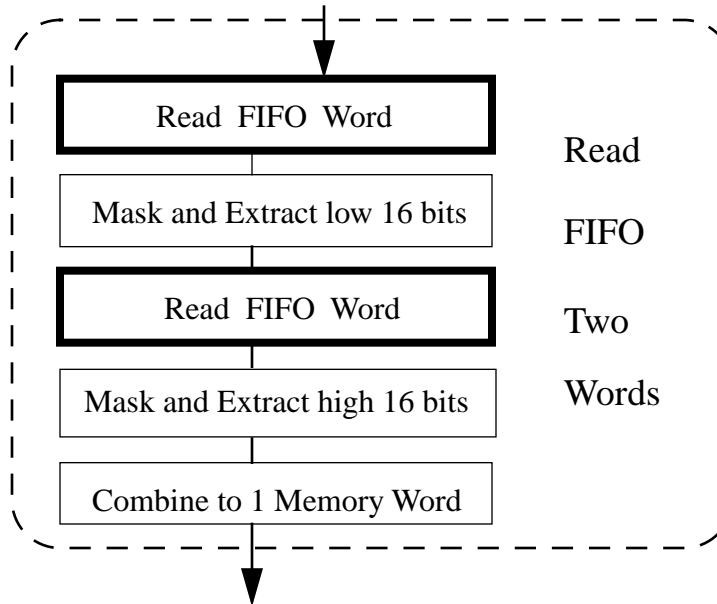 Read FIFO Word
Mask and Extract low 16 bits
Read FIFO Word
Mask and Extract high 16 bits
Combine to 1 Memory Word
Read
FIFO
Two
Words